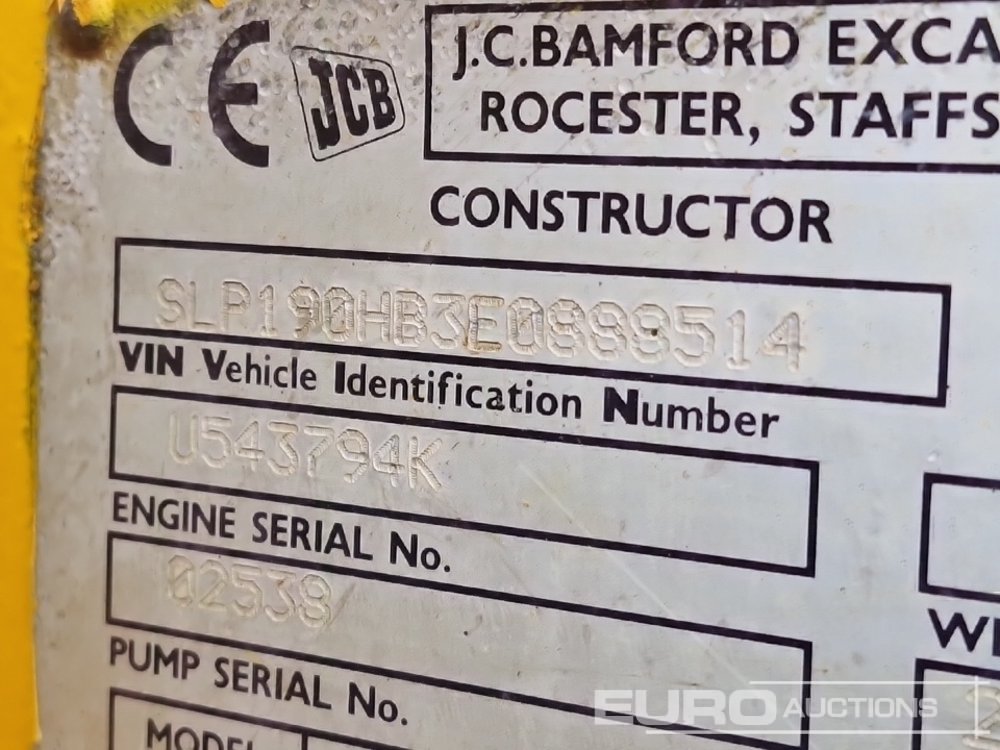 CE JCB
J.C.BAMFORD EXCA
ROCESTER, STAFFS
CONSTRUCTOR
SLP190HB3E0888514
VIN Vehicle Identification Number
U543794K
ENGINE SERIAL No.
02538
PUMP SERIAL No.
WE
MODEL
EURO AUCTIONS